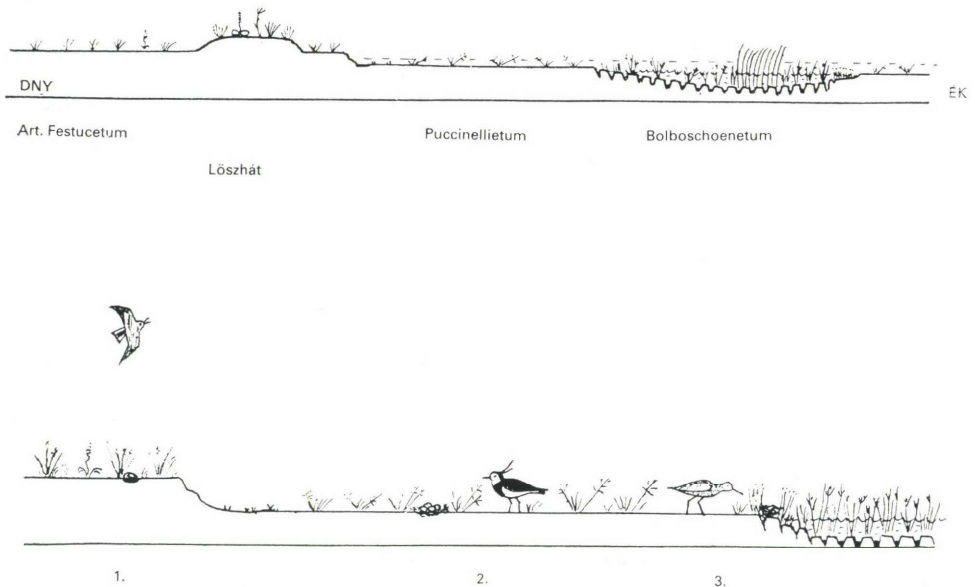 DNY
ÉK
Art. Festucetum
Puccinellietum
Bolboschoenetum
Löszhát
1.
2.
3.